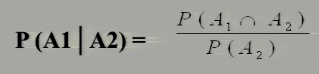 P (A1 | A2) = P ( A₁ ∩ A₂ ) / P ( A₂ )